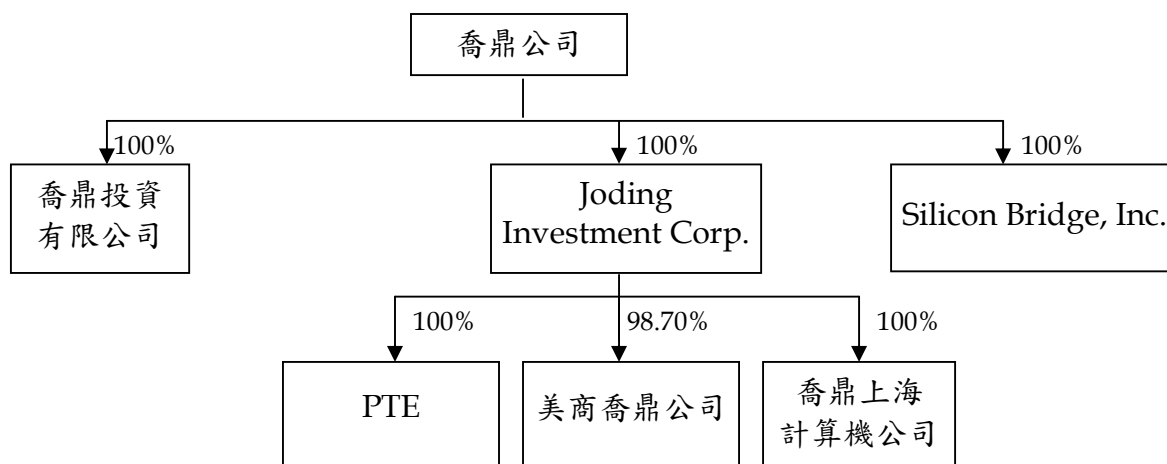 喬鼎公司
100%
100%
100%
喬鼎投資
有限公司
Joding
Investment Corp.
Silicon Bridge, Inc.
100%
98.70%
100%
PTE
美商喬鼎公司
喬鼎上海
計算機公司